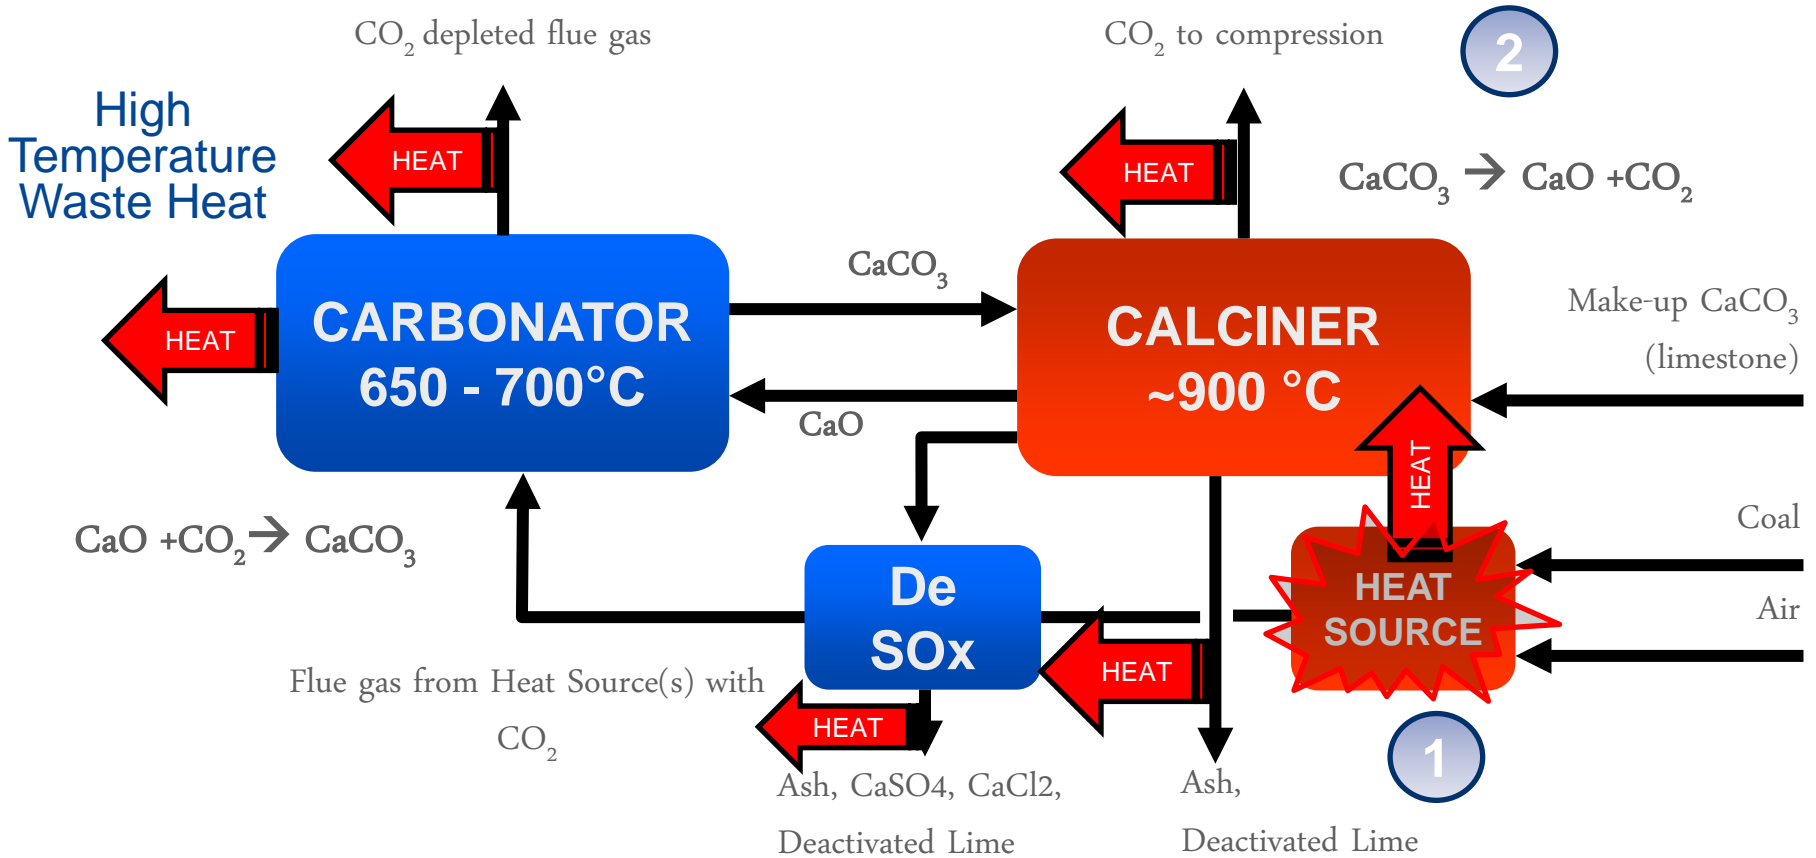 CO₂ depleted flue gas
CO₂ to compression
2
High
Temperature
Waste Heat
HEAT
HEAT
CaCO₃ → CaO +CO₂
CaCO₃
HEAT
CARBONATOR
650 - 700°C
CALCINER
~900 °C
Make-up CaCO₃
(limestone)
CaO
HEAT
CaO +CO₂→ CaCO₃
Coal
De
SOx
HEAT
SOURCE
Air
HEAT
Flue gas from Heat Source(s) with
CO₂
HEAT
1
Ash, CaSO4, CaCl2,
Deactivated Lime
Ash,
Deactivated Lime